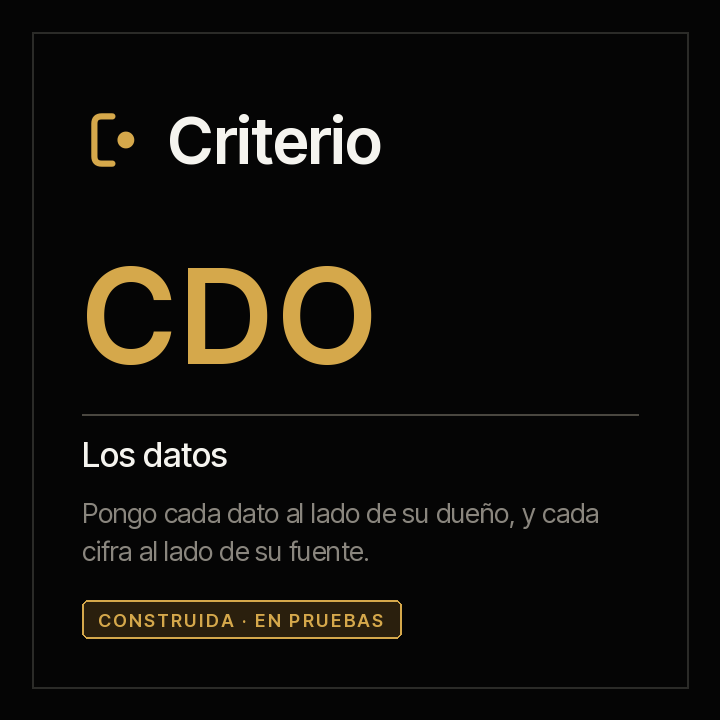 Criterio
CDO
Los datos
Pongo cada dato al lado de su dueño, y cada
cifra al lado de su fuente.
CONSTRUIDA · EN PRUEBAS